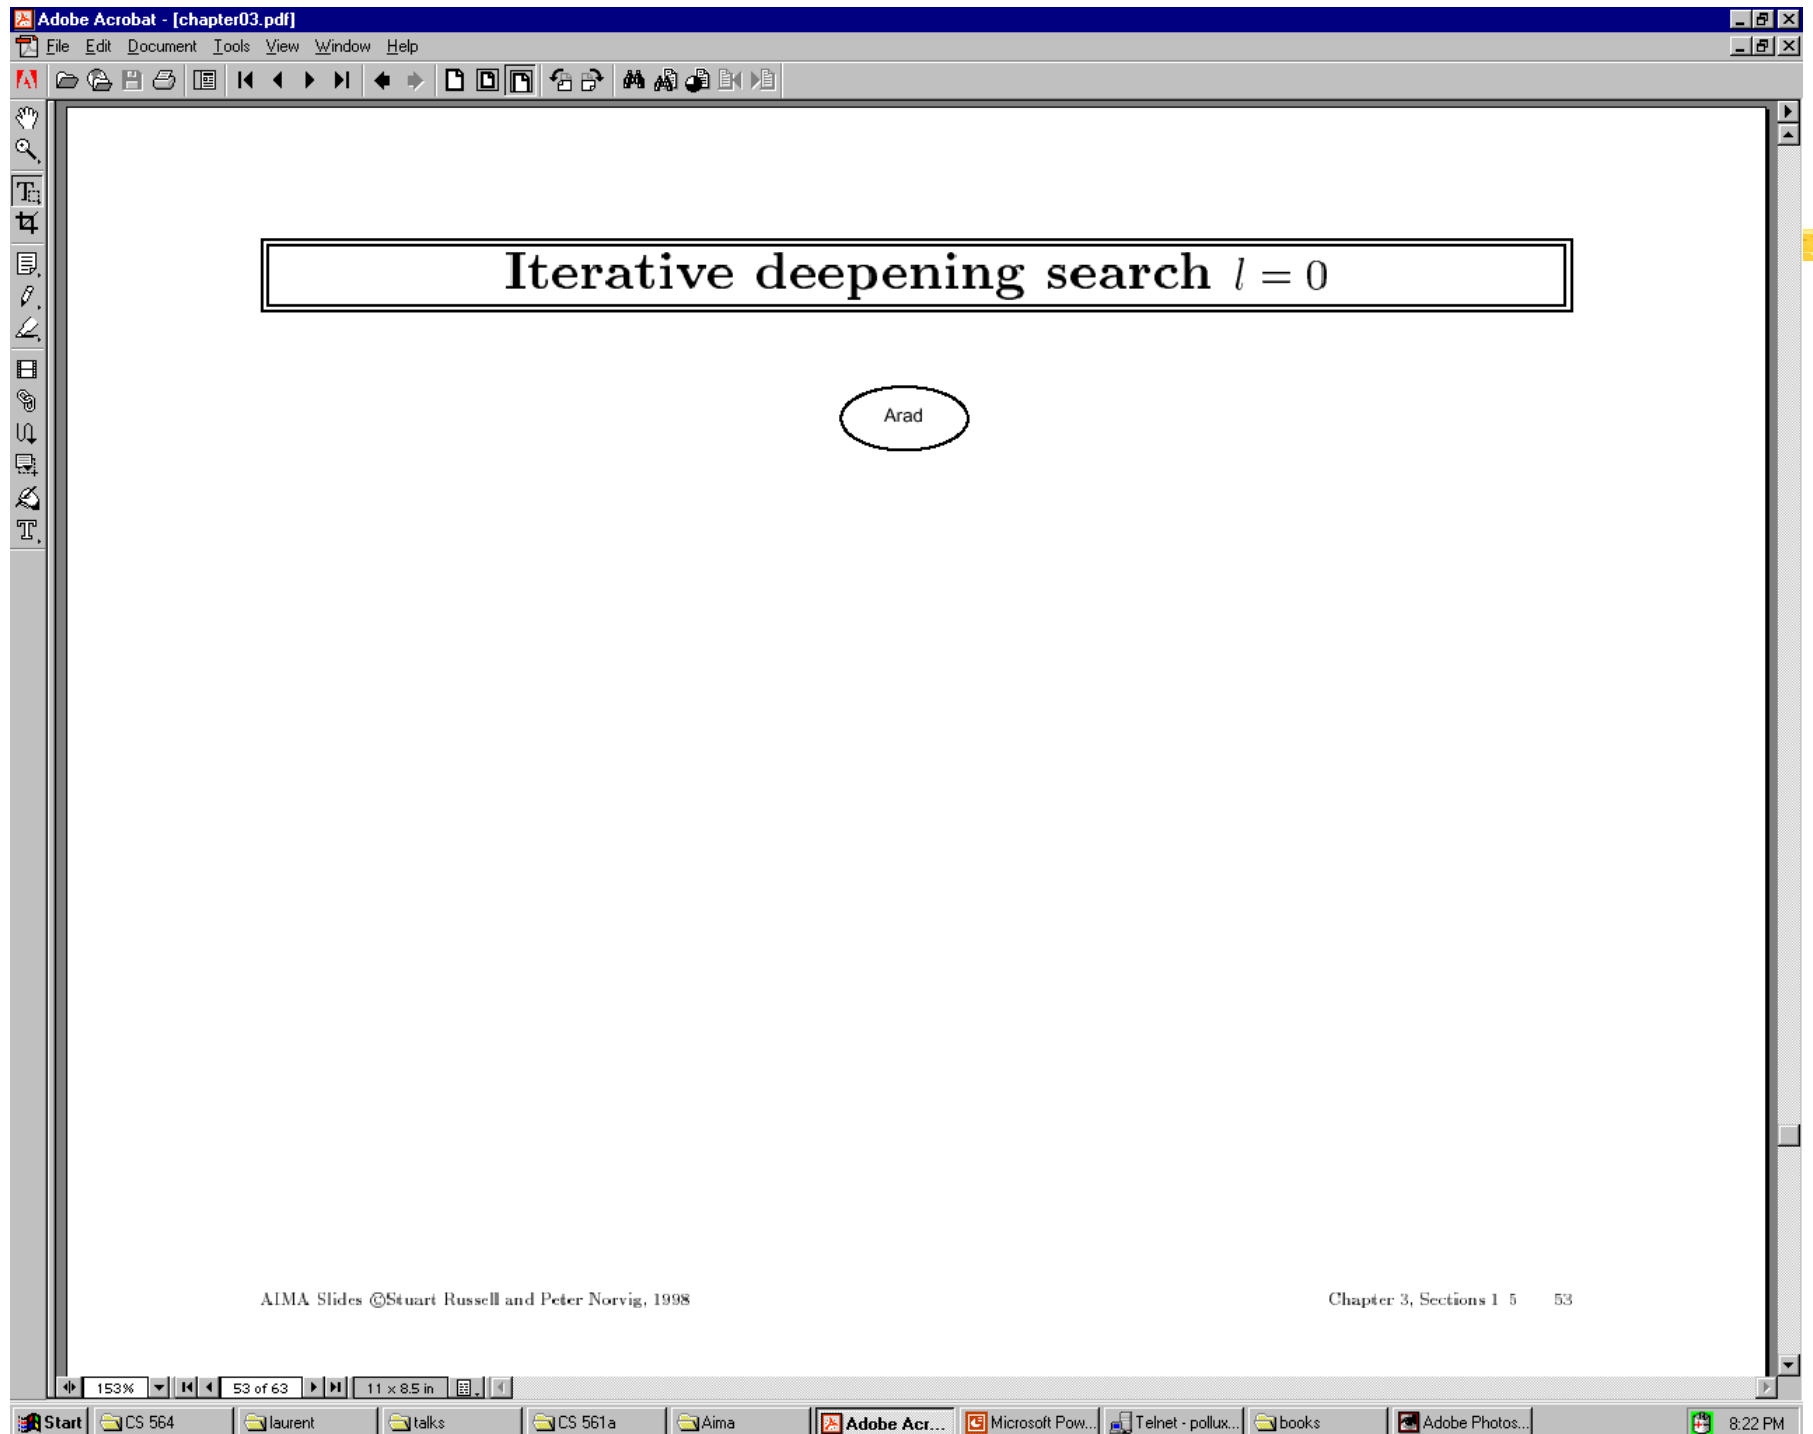 Adobe Acrobat - [chapter03.pdf]
File Edit Document Tools View Window Help
Iterative deepening search l = 0
Arad
AIMA Slides ©Stuart Russell and Peter Norvig, 1998
Chapter 3, Sections 1 5 53
153% 53 of 63 11 x 8.5 in
Start CS 564 laurent talks CS 561a Aima Adobe Acr... Microsoft Pow... Telnet - pollux... books Adobe Photos... 8:22 PM